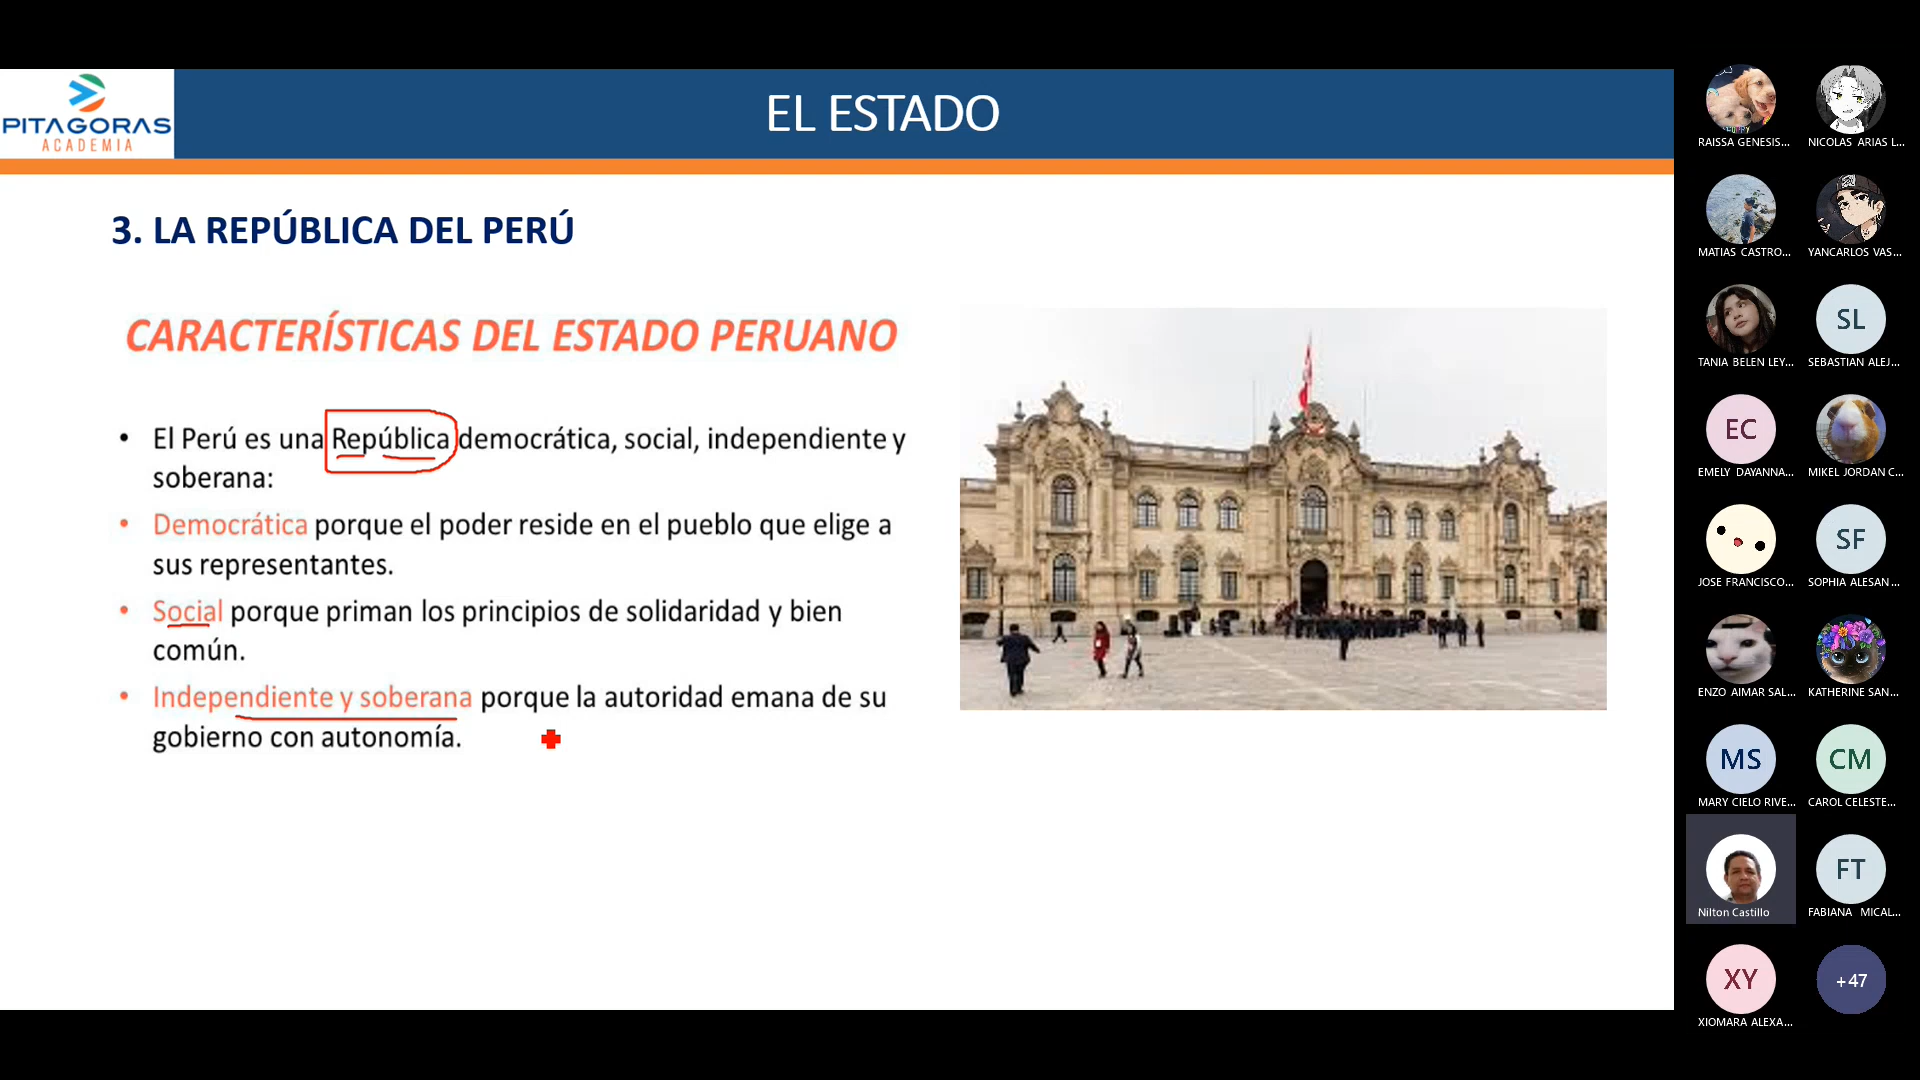 PITAGORAS
ACADEMIA
EL ESTADO
3. LA REPÚBLICA DEL PERÚ
CARACTERÍSTICAS DEL ESTADO PERUANO
• El Perú es una República democrática, social, independiente y
soberana:
• Democrática porque el poder reside en el pueblo que elige a
sus representantes.
• Social porque priman los principios de solidaridad y bien
común.
• Independiente y soberana porque la autoridad emana de su
gobierno con autonomía.
RAISSA GENESIS...
NICOLAS ARIAS L...
MATIAS CASTRO...
YANCARLOS VAS...
TANIA BELEN LEY...
SL
SEBASTIAN ALEJ...
EC
EMELY DAYANNA...
MIKEL JORDAN C...
JOSE FRANCISCO...
SF
SOPHIA ALESAN...
ENZO AIMAR SAL...
KATHERINE SAN...
MS
MARY CIELO RIVE...
CM
CAROL CELESTE...
Nilton Castillo
FT
FABIANA MICAL...
XY
XIOMARA ALEXA...
+47